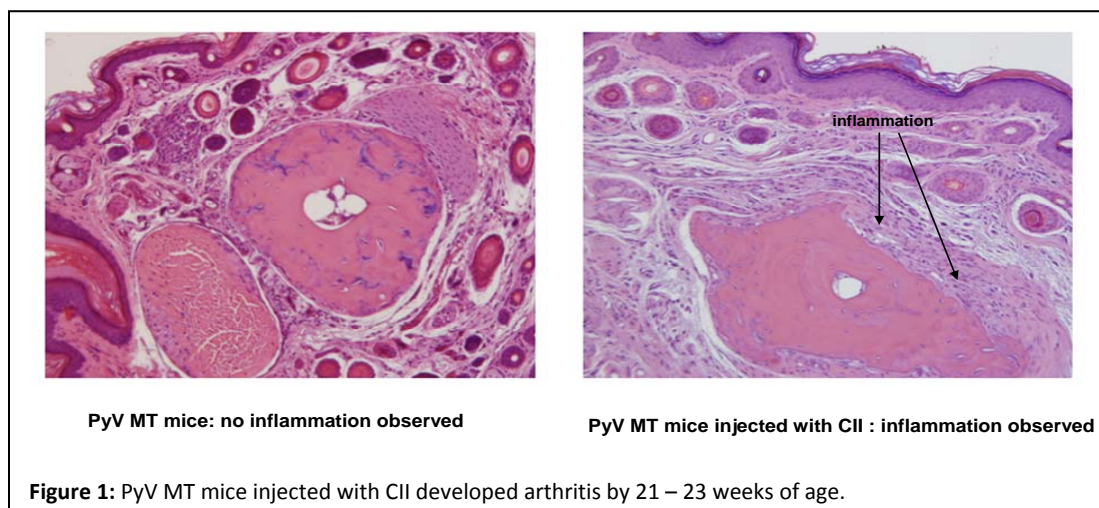 inflammation
PyV MT mice: no inflammation observed
PyV MT mice injected with CII : inflammation observed
Figure 1: PyV MT mice injected with CII developed arthritis by 21 – 23 weeks of age.